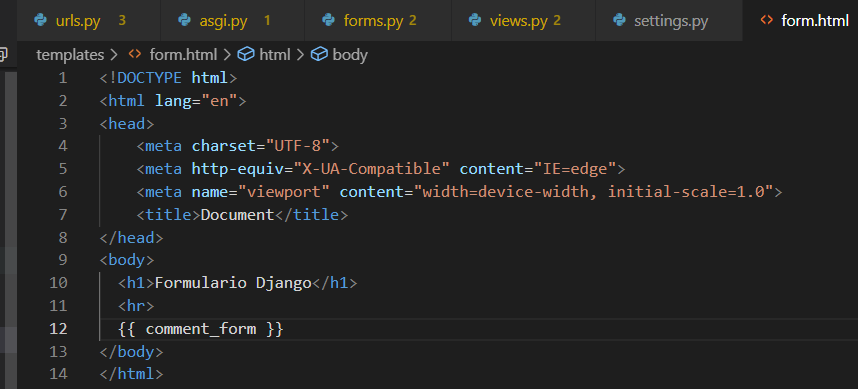 urls.py 3 asgi.py 1 forms.py 2 views.py 2 settings.py form.html
templates > form.html > html > body
1 <!DOCTYPE html>
2 <html lang="en">
3 <head>
4     <meta charset="UTF-8">
5     <meta http-equiv="X-UA-Compatible" content="IE=edge">
6     <meta name="viewport" content="width=device-width, initial-scale=1.0">
7     <title>Document</title>
8 </head>
9 <body>
10   <h1>Formulario Django</h1>
11   <hr>
12   {{ comment_form }}
13 </body>
14 </html>